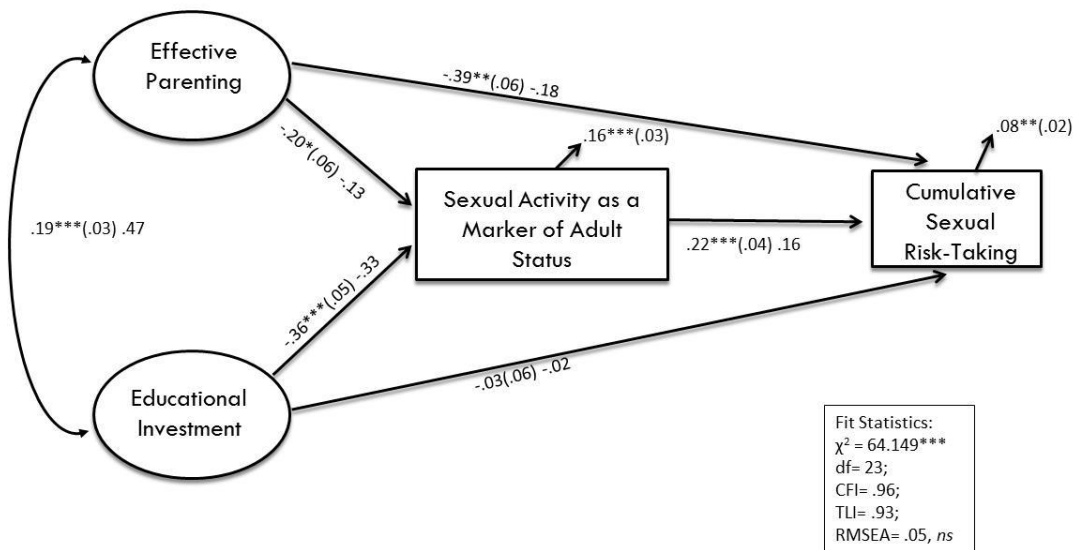 Effective
Parenting
-.39**(.06) -.18
-.20*(.06) -.13
.16***(.03)
.08**(.02)
Sexual Activity as a
Marker of Adult
Status
Cumulative
Sexual
Risk-Taking
.19***(.03) .47
.22***(.04) .16
-.36***(.05) -.33
-.03(.06) -.02
Educational
Investment
Fit Statistics:
χ² = 64.149***
df= 23;
CFI= .96;
TLI= .93;
RMSEA= .05, ns